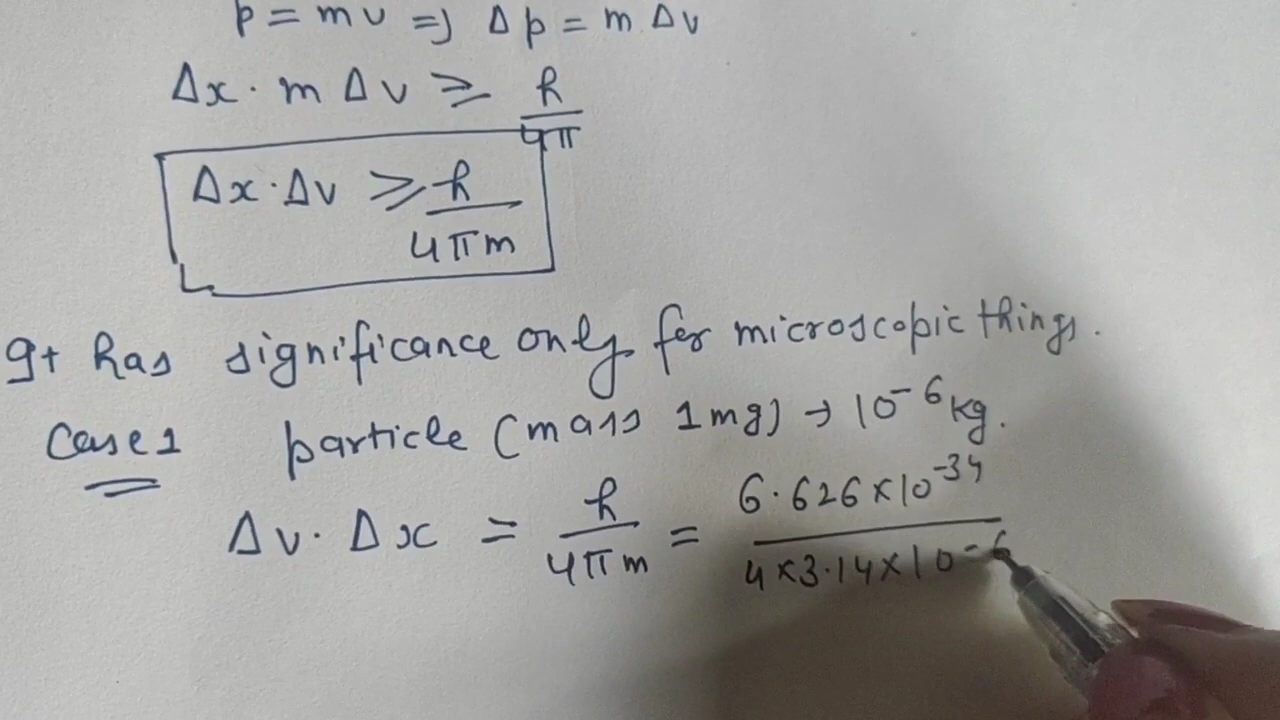 p = mv => Δp = m Δv
Δx · m Δv ≥ h/4π
Δx · Δv ≥ h/4πm
It has significance only for microscopic things.
Case 1 particle (mass 1mg) → 10⁻⁶ kg.
Δv · Δx = h/4πm = 6.626×10⁻³⁴/4×3.14×10⁻⁶